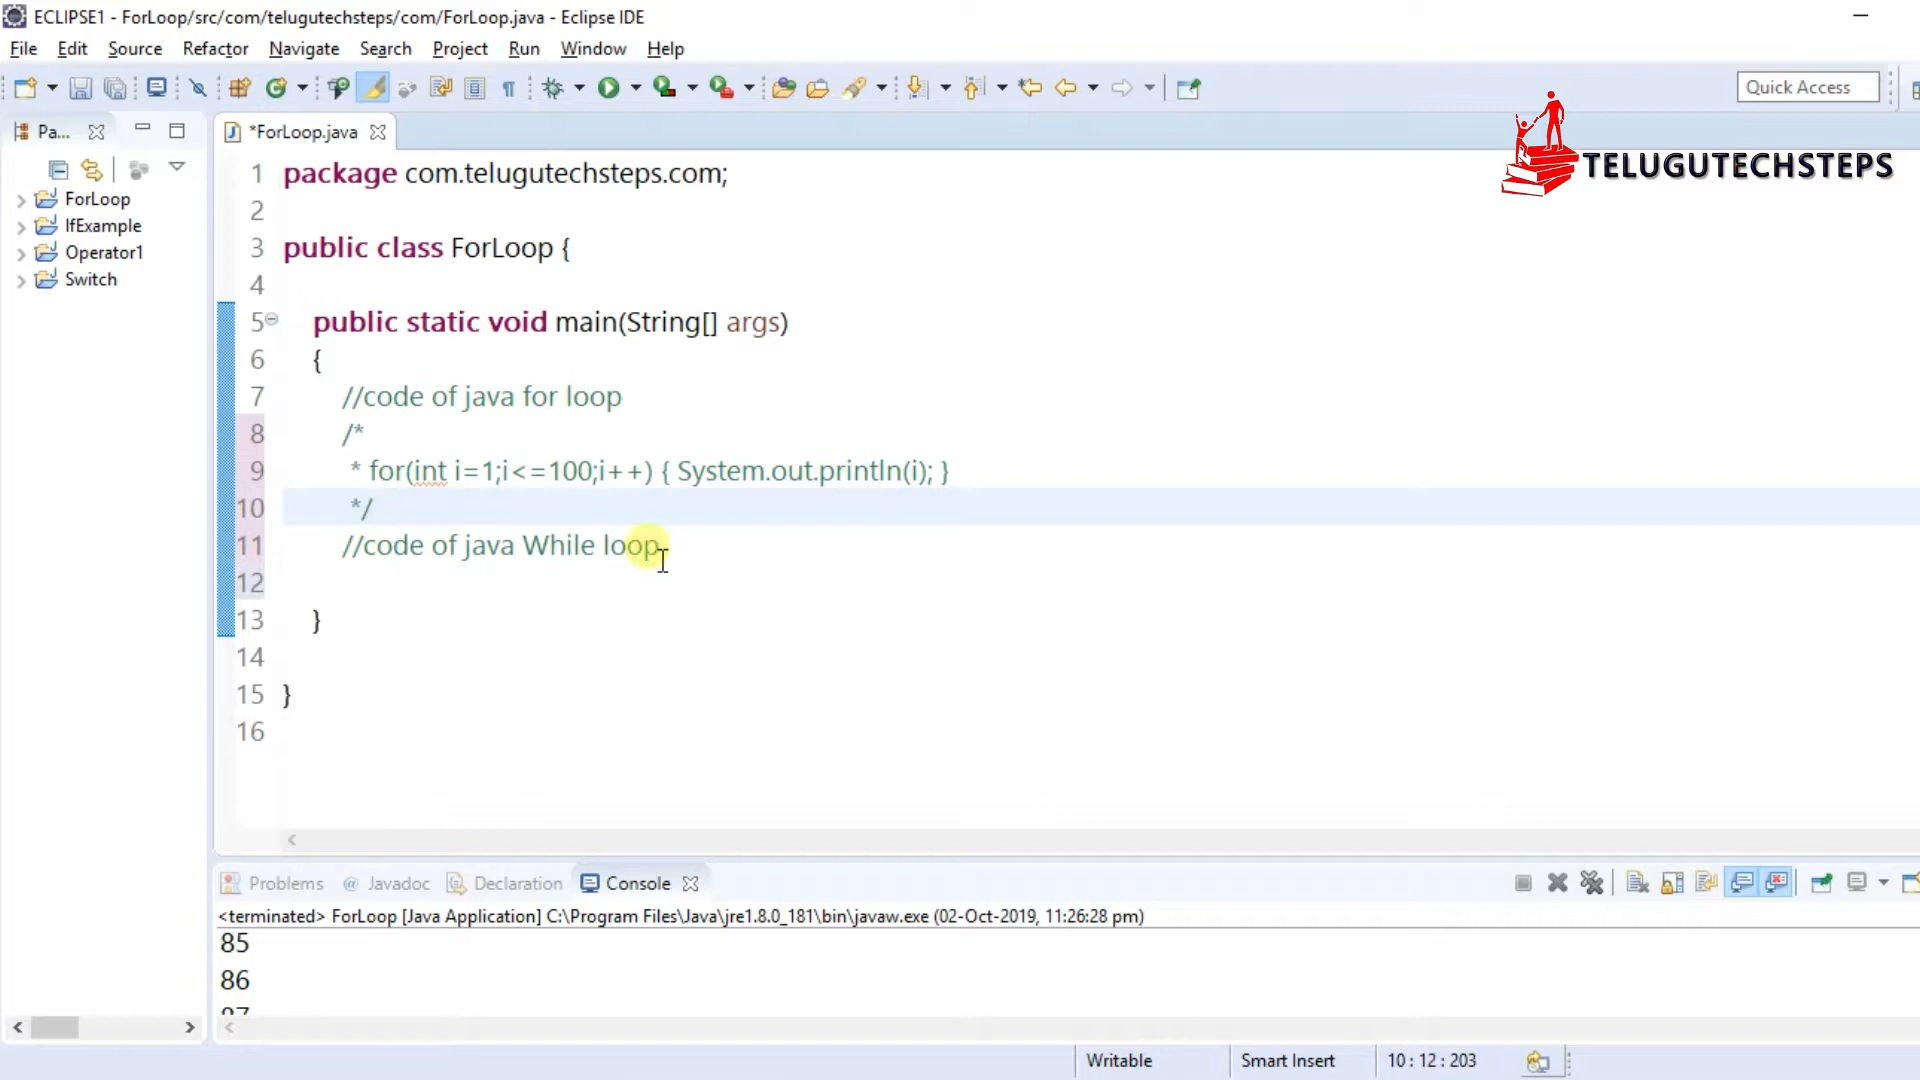 ECLIPSE1 - ForLoop/src/com/telugutechsteps/com/ForLoop.java - Eclipse IDE
File Edit Source Refactor Navigate Search Project Run Window Help
Quick Access
Pa...
*ForLoop.java
TELUGUTECHSTEPS
ForLoop
IfExample
Operator1
Switch
1 package com.telugutechsteps.com;
2
3 public class ForLoop {
4
5 public static void main(String[] args)
6 {
7 //code of java for loop
8 /*
9 * for(int i=1;i<=100;i++) { System.out.println(i); }
10 */
11 //code of java While loop
12
13 }
14
15 }
16
Problems @ Javadoc Declaration Console
<terminated> ForLoop [Java Application] C:\Program Files\Java\jre1.8.0_181\bin\javaw.exe (02-Oct-2019, 11:26:28 pm)
85
86
87
Writable Smart Insert 10 : 12 : 203